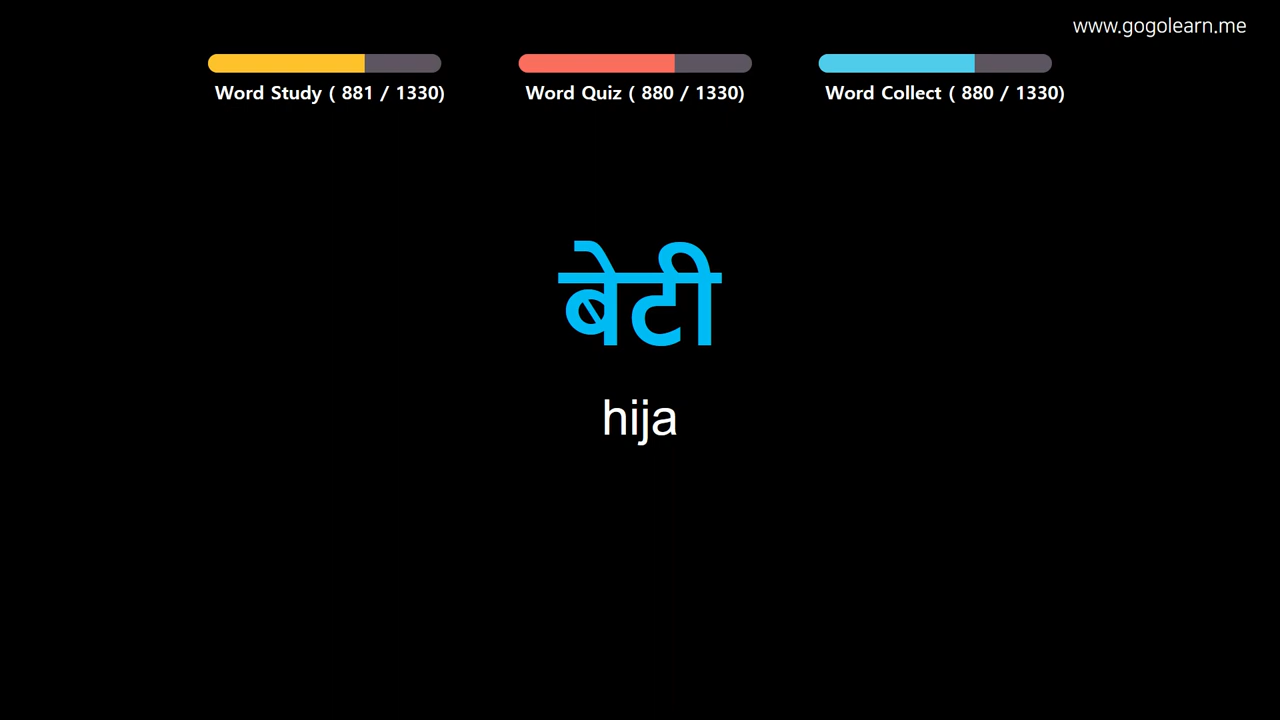 www.gogolearn.me
Word Study ( 881 / 1330)
Word Quiz ( 880 / 1330)
Word Collect ( 880 / 1330)
बेटी
hija